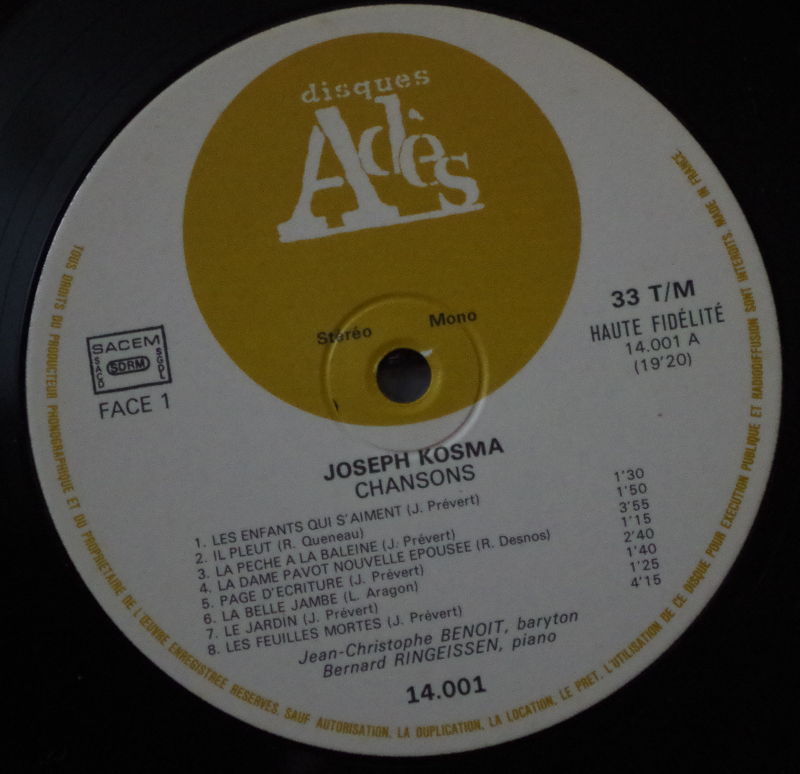 disques
Adès
Stéréo Mono
33 T/M
HAUTE FIDÉLITÉ
14.001 A
(19'20)
SACEM
SACD SDRM SGDL
FACE 1
JOSEPH KOSMA
CHANSONS
1. LES ENFANTS QUI S'AIMENT (J. Prévert) 1'30
2. IL PLEUT (R. Queneau) 1'50
3. LA PECHE A LA BALEINE (J. Prévert) 3'55
4. LA DAME PAVOT NOUVELLE EPOUSEE (R. Desnos) 1'15
5. PAGE D'ECRITURE (J. Prévert) 2'40
6. LA BELLE JAMBE (L. Aragon) 1'40
7. LE JARDIN (J. Prévert) 1'25
8. LES FEUILLES MORTES (J. Prévert) 4'15
Jean-Christophe BENOIT, baryton
Bernard RINGEISSEN, piano
14.001
TOUS DROITS DU PRODUCTEUR PHONOGRAPHIQUE ET DU PROPRIETAIRE DE L'ŒUVRE ENREGISTREE RESERVES. SAUF AUTORISATION, LA DUPLICATION, LA LOCATION, LE PRET, L'UTILISATION DE CE DISQUE POUR EXECUTION PUBLIQUE ET RADIODIFFUSION SONT INTERDITS. MADE IN FRANCE